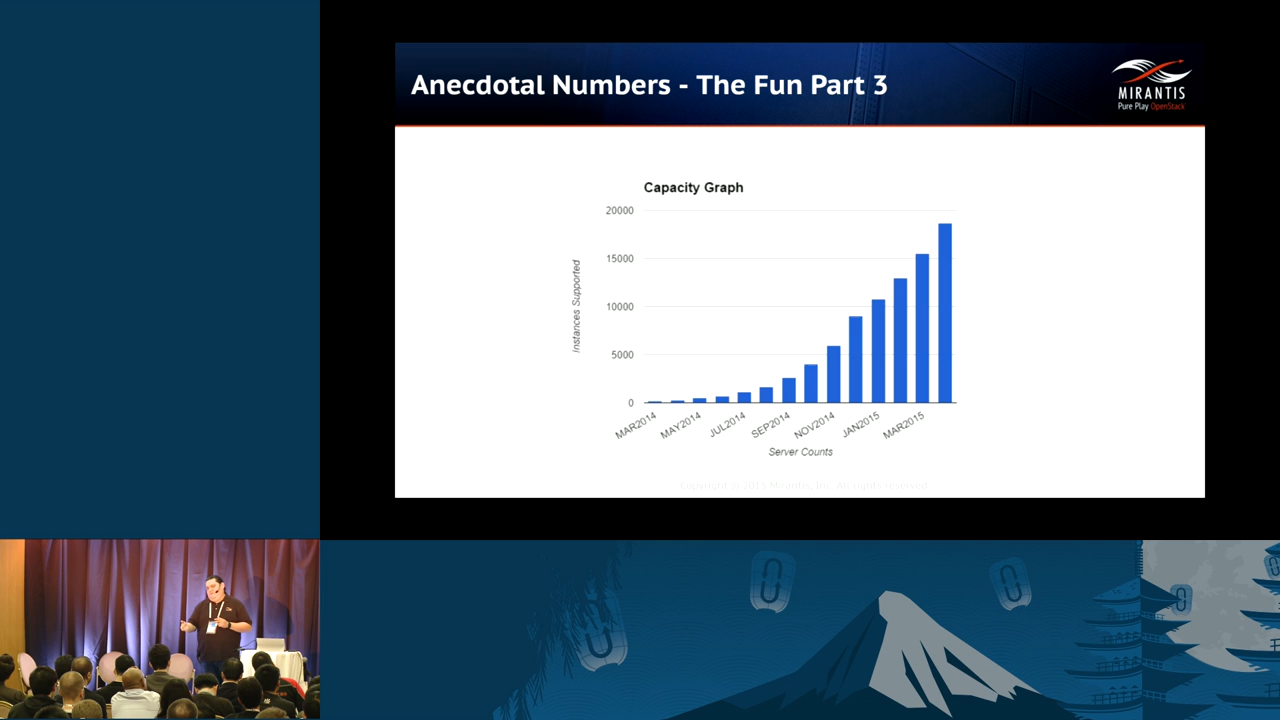 Anecdotal Numbers - The Fun Part 3
MIRANTIS
Pure Play OpenStack
Capacity Graph
20000
15000
10000
5000
0
Instances Supported
MAR2014
MAY2014
JUL2014
SEP2014
NOV2014
JAN2015
MAR2015
Server Counts
Copyright © 2015 Mirantis, Inc. All rights reserved